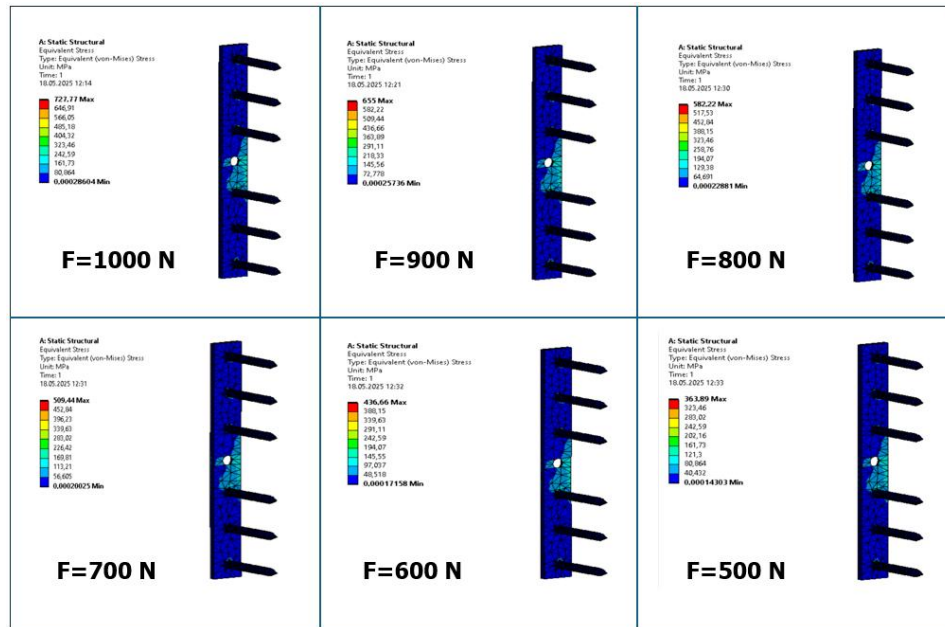 A: Static Structural
Equivalent Stress
Type: Equivalent (von-Mises) Stress
Unit: MPa
Time: 1
18.05.2025 12:14
727,77 Max
646,91
566,05
485,18
404,32
323,46
242,59
161,73
80,864
0,00028604 Min
F=1000 N
A: Static Structural
Equivalent Stress
Type: Equivalent (von-Mises) Stress
Unit: MPa
Time: 1
18.05.2025 12:21
655 Max
582,22
509,44
436,66
363,89
291,11
218,33
145,56
72,778
0,00025736 Min
F=900 N
A: Static Structural
Equivalent Stress
Type: Equivalent (von-Mises) Stress
Unit: MPa
Time: 1
18.05.2025 12:30
582,22 Max
517,53
452,84
388,15
323,46
258,76
194,07
129,38
64,691
0,00022881 Min
F=800 N
A: Static Structural
Equivalent Stress
Type: Equivalent (von-Mises) Stress
Unit: MPa
Time: 1
18.05.2025 12:31
509,44 Max
452,84
396,23
339,63
283,02
226,42
169,81
113,21
56,605
0,00020025 Min
F=700 N
A: Static Structural
Equivalent Stress
Type: Equivalent (von-Mises) Stress
Unit: MPa
Time: 1
18.05.2025 12:32
436,66 Max
388,15
339,63
291,11
242,59
194,07
145,55
97,037
48,518
0,00017158 Min
F=600 N
A: Static Structural
Equivalent Stress
Type: Equivalent (von-Mises) Stress
Unit: MPa
Time: 1
18.05.2025 12:33
363,89 Max
323,46
283,02
242,59
202,16
161,73
121,3
80,864
40,432
0,00014303 Min
F=500 N